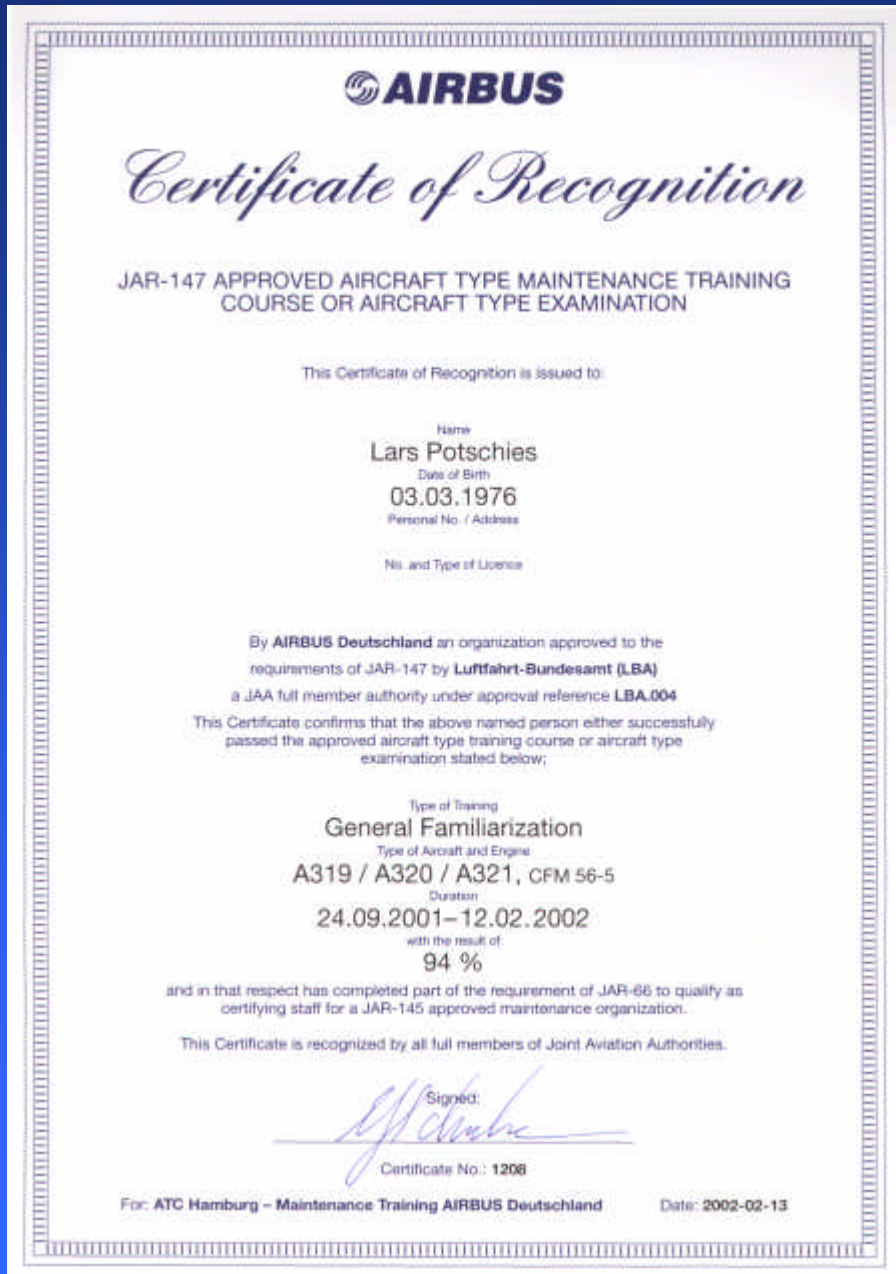 AIRBUS
Certificate of Recognition
JAR-147 APPROVED AIRCRAFT TYPE MAINTENANCE TRAINING
COURSE OR AIRCRAFT TYPE EXAMINATION
This Certificate of Recognition is issued to:
Name
Lars Potschies
Date of Birth
03.03.1976
Personal No. / Address
No. and Type of Licence
By AIRBUS Deutschland an organization approved to the
requirements of JAR-147 by Luftfahrt-Bundesamt (LBA)
a JAA full member authority under approval reference LBA.004
This Certificate confirms that the above named person either successfully
passed the approved aircraft type training course or aircraft type
examination stated below;
Type of Training
General Familiarization
Type of Aircraft and Engine
A319 / A320 / A321, CFM 56-5
Duration
24.09.2001–12.02.2002
with the result of
94 %
and in that respect has completed part of the requirement of JAR-66 to qualify as
certifying staff for a JAR-145 approved maintenance organization.
This Certificate is recognized by all full members of Joint Aviation Authorities.
Signed:
Certificate No.: 1208
For: ATC Hamburg – Maintenance Training AIRBUS Deutschland Date: 2002-02-13